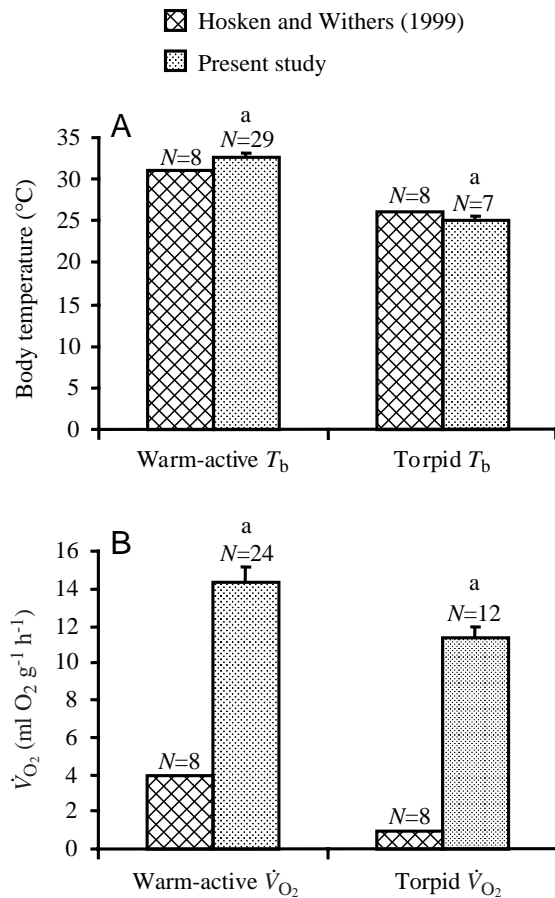 Hosken and Withers (1999)
Present study
A
a
N=8
N=29
a
N=8
N=7
35
30
25
20
15
10
5
0
Body temperature (°C)
Warm-active Tb
Torpid Tb
B
a
N=24
a
N=12
N=8
N=8
16
14
12
10
8
6
4
2
0
V̇O2 (ml O2 g-1 h-1)
Warm-active V̇O2
Torpid V̇O2